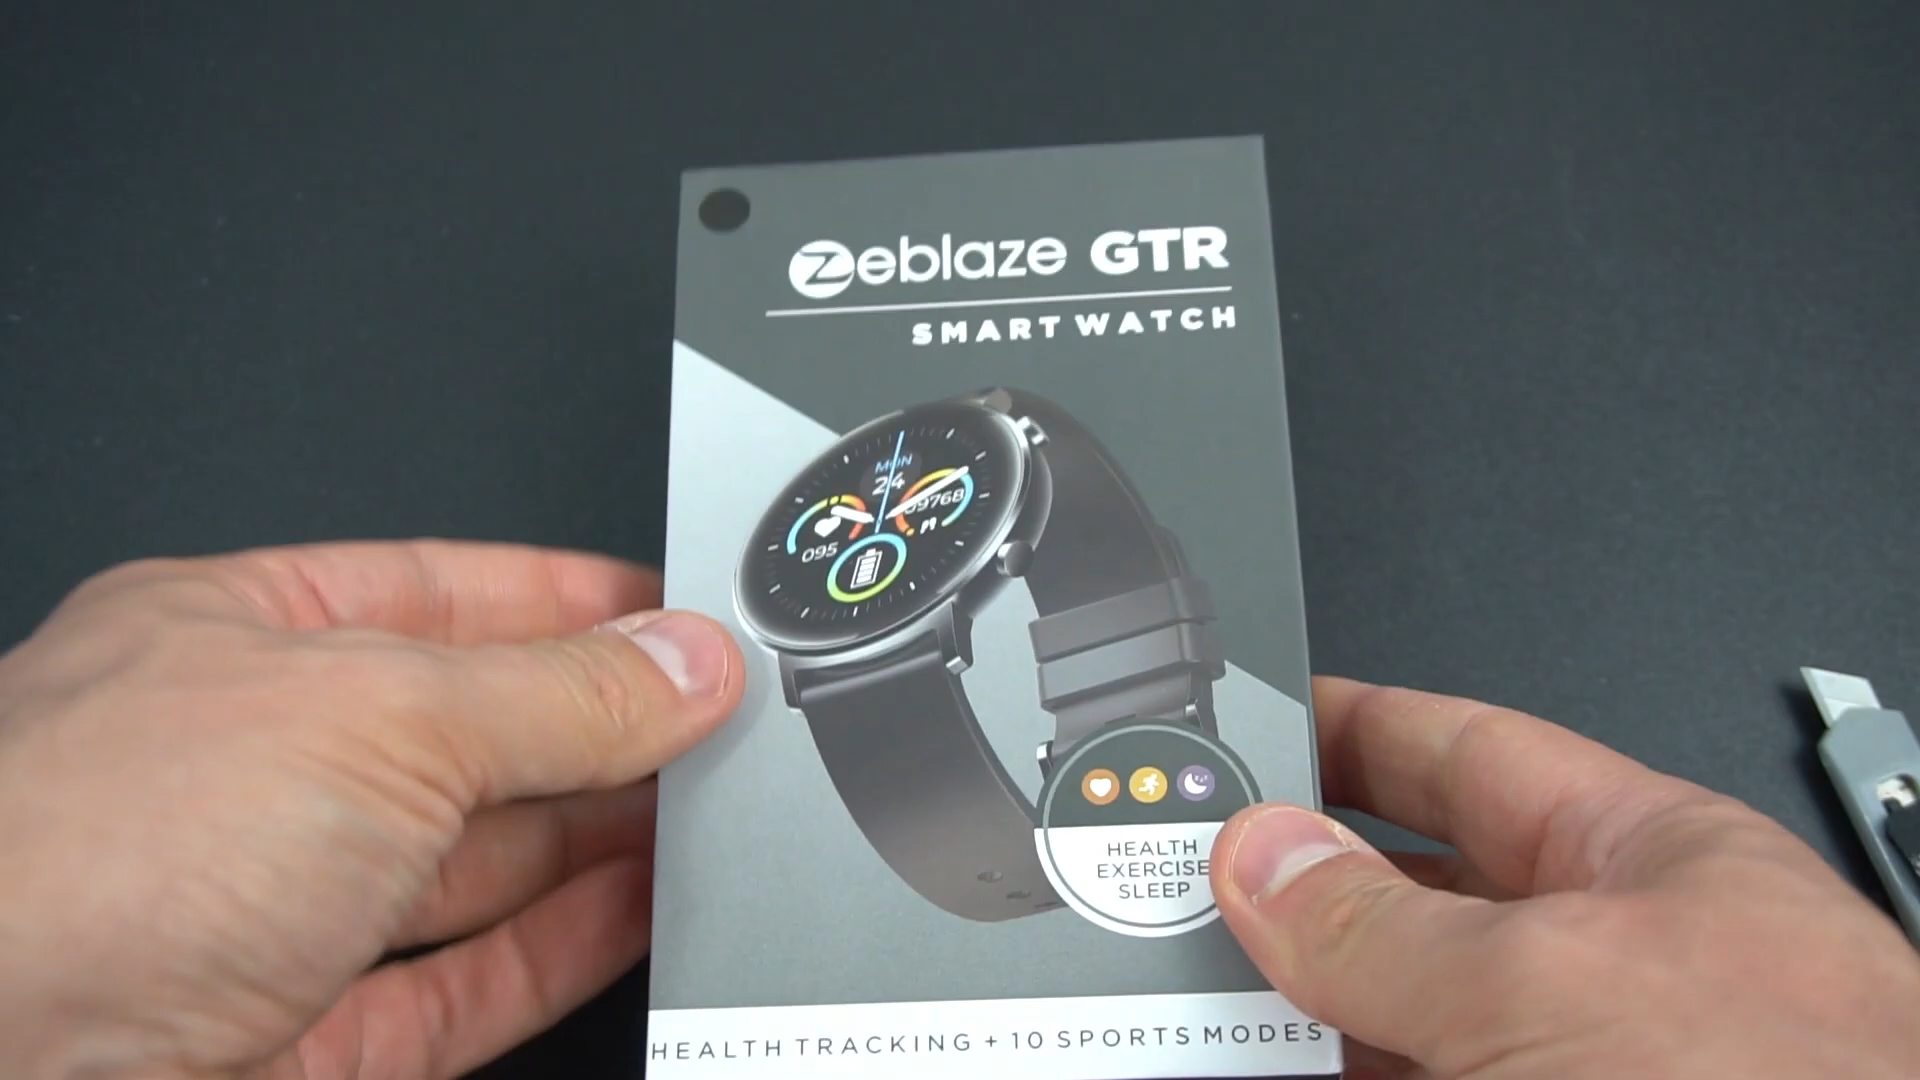 zeblaze GTR
SMART WATCH
MON
24
09768
095
HEALTH
EXERCISE
SLEEP
HEALTH TRACKING + 10 SPORTS MODES